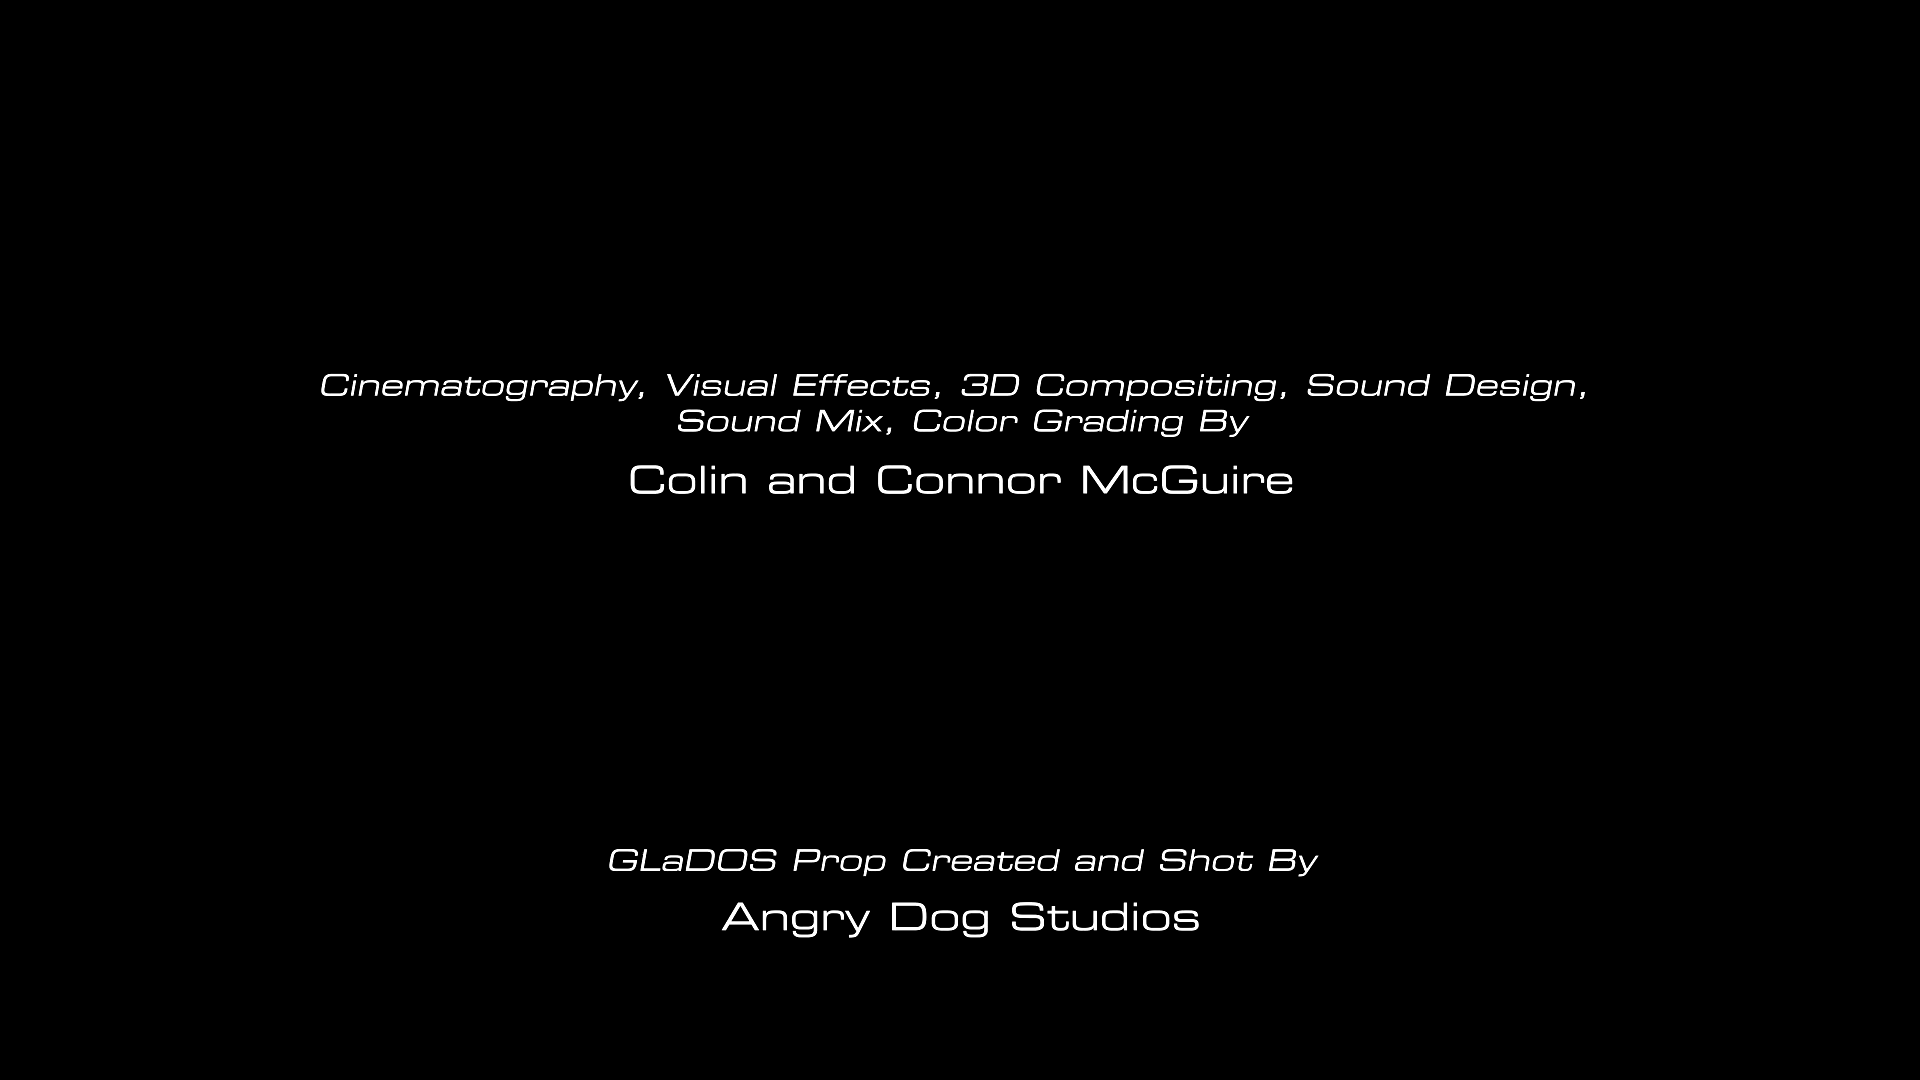 Cinematography, Visual Effects, 3D Compositing, Sound Design,
Sound Mix, Color Grading By
Colin and Connor McGuire
GLaDOS Prop Created and Shot By
Angry Dog Studios